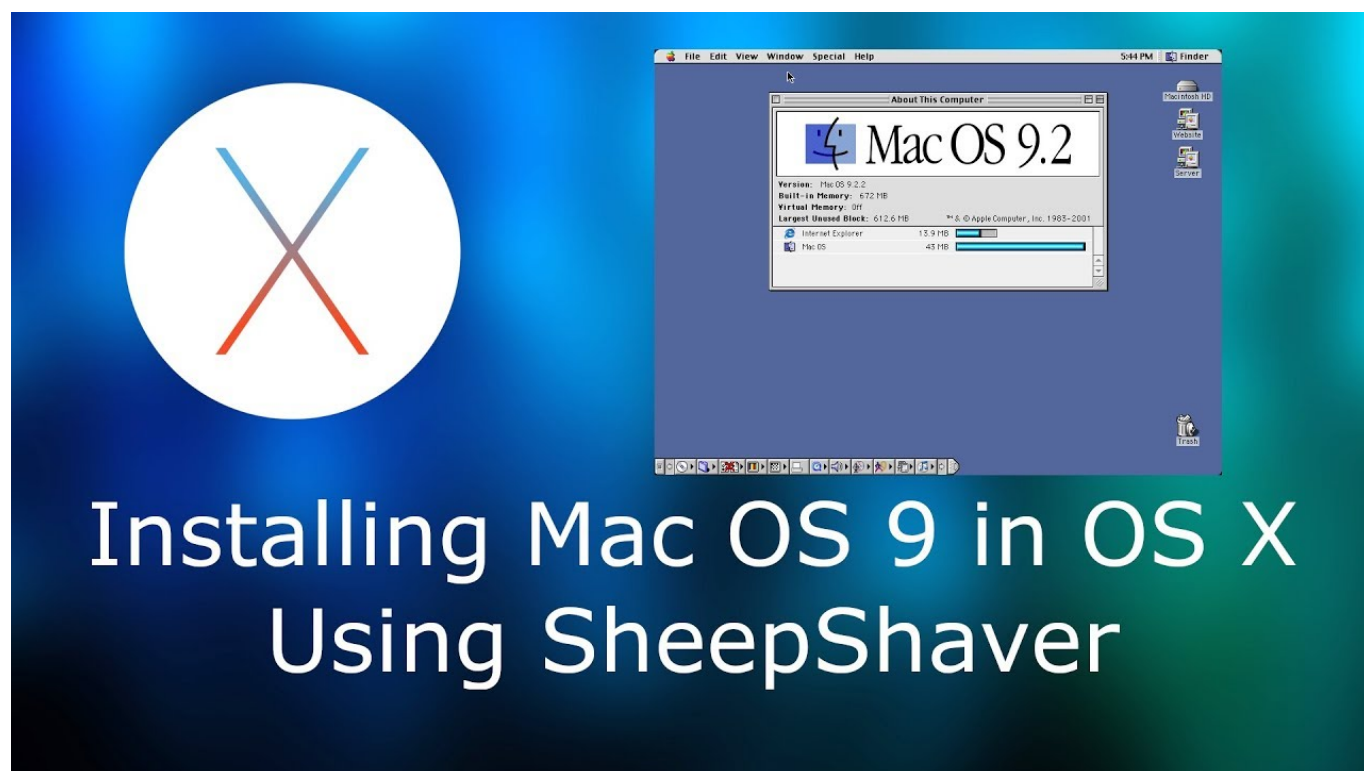 File Edit View Window Special Help 5:44 PM Finder
About This Computer
Mac OS 9.2
Version: Mac OS 9.2.2
Built-in Memory: 672 MB
Virtual Memory: Off
Largest Unused Block: 612.6 MB ™ & © Apple Computer, Inc. 1983-2001
Internet Explorer 13.9 MB
Mac OS 43 MB
Macintosh HD
Website
Server
Trash
Installing Mac OS 9 in OS X
Using SheepShaver